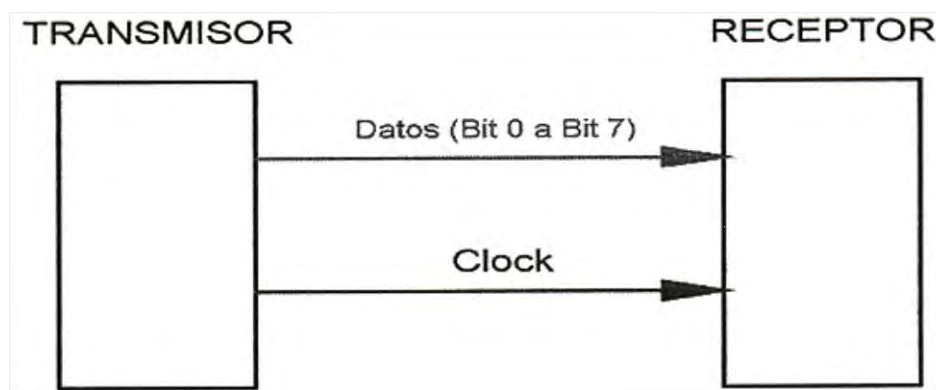 TRANSMISOR
RECEPTOR
Datos (Bit 0 a Bit 7)
Clock